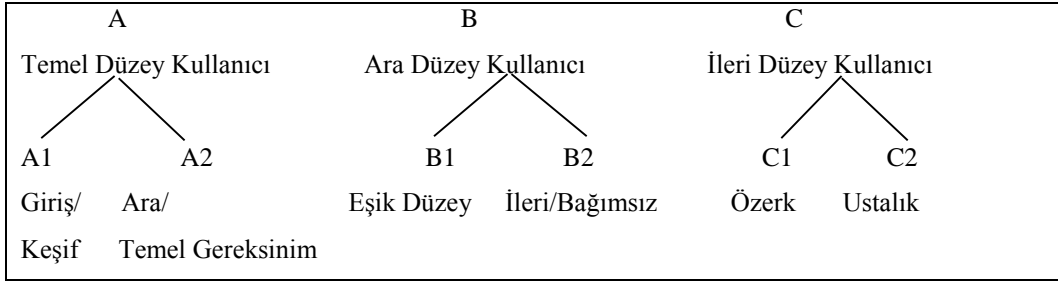 A B C
Temel Düzey Kullanıcı Ara Düzey Kullanıcı İleri Düzey Kullanıcı
A1 A2 B1 B2 C1 C2
Giriş/ Ara/ Eşik Düzey İleri/Bağımsız Özerk Ustalık
Keşif Temel Gereksinim